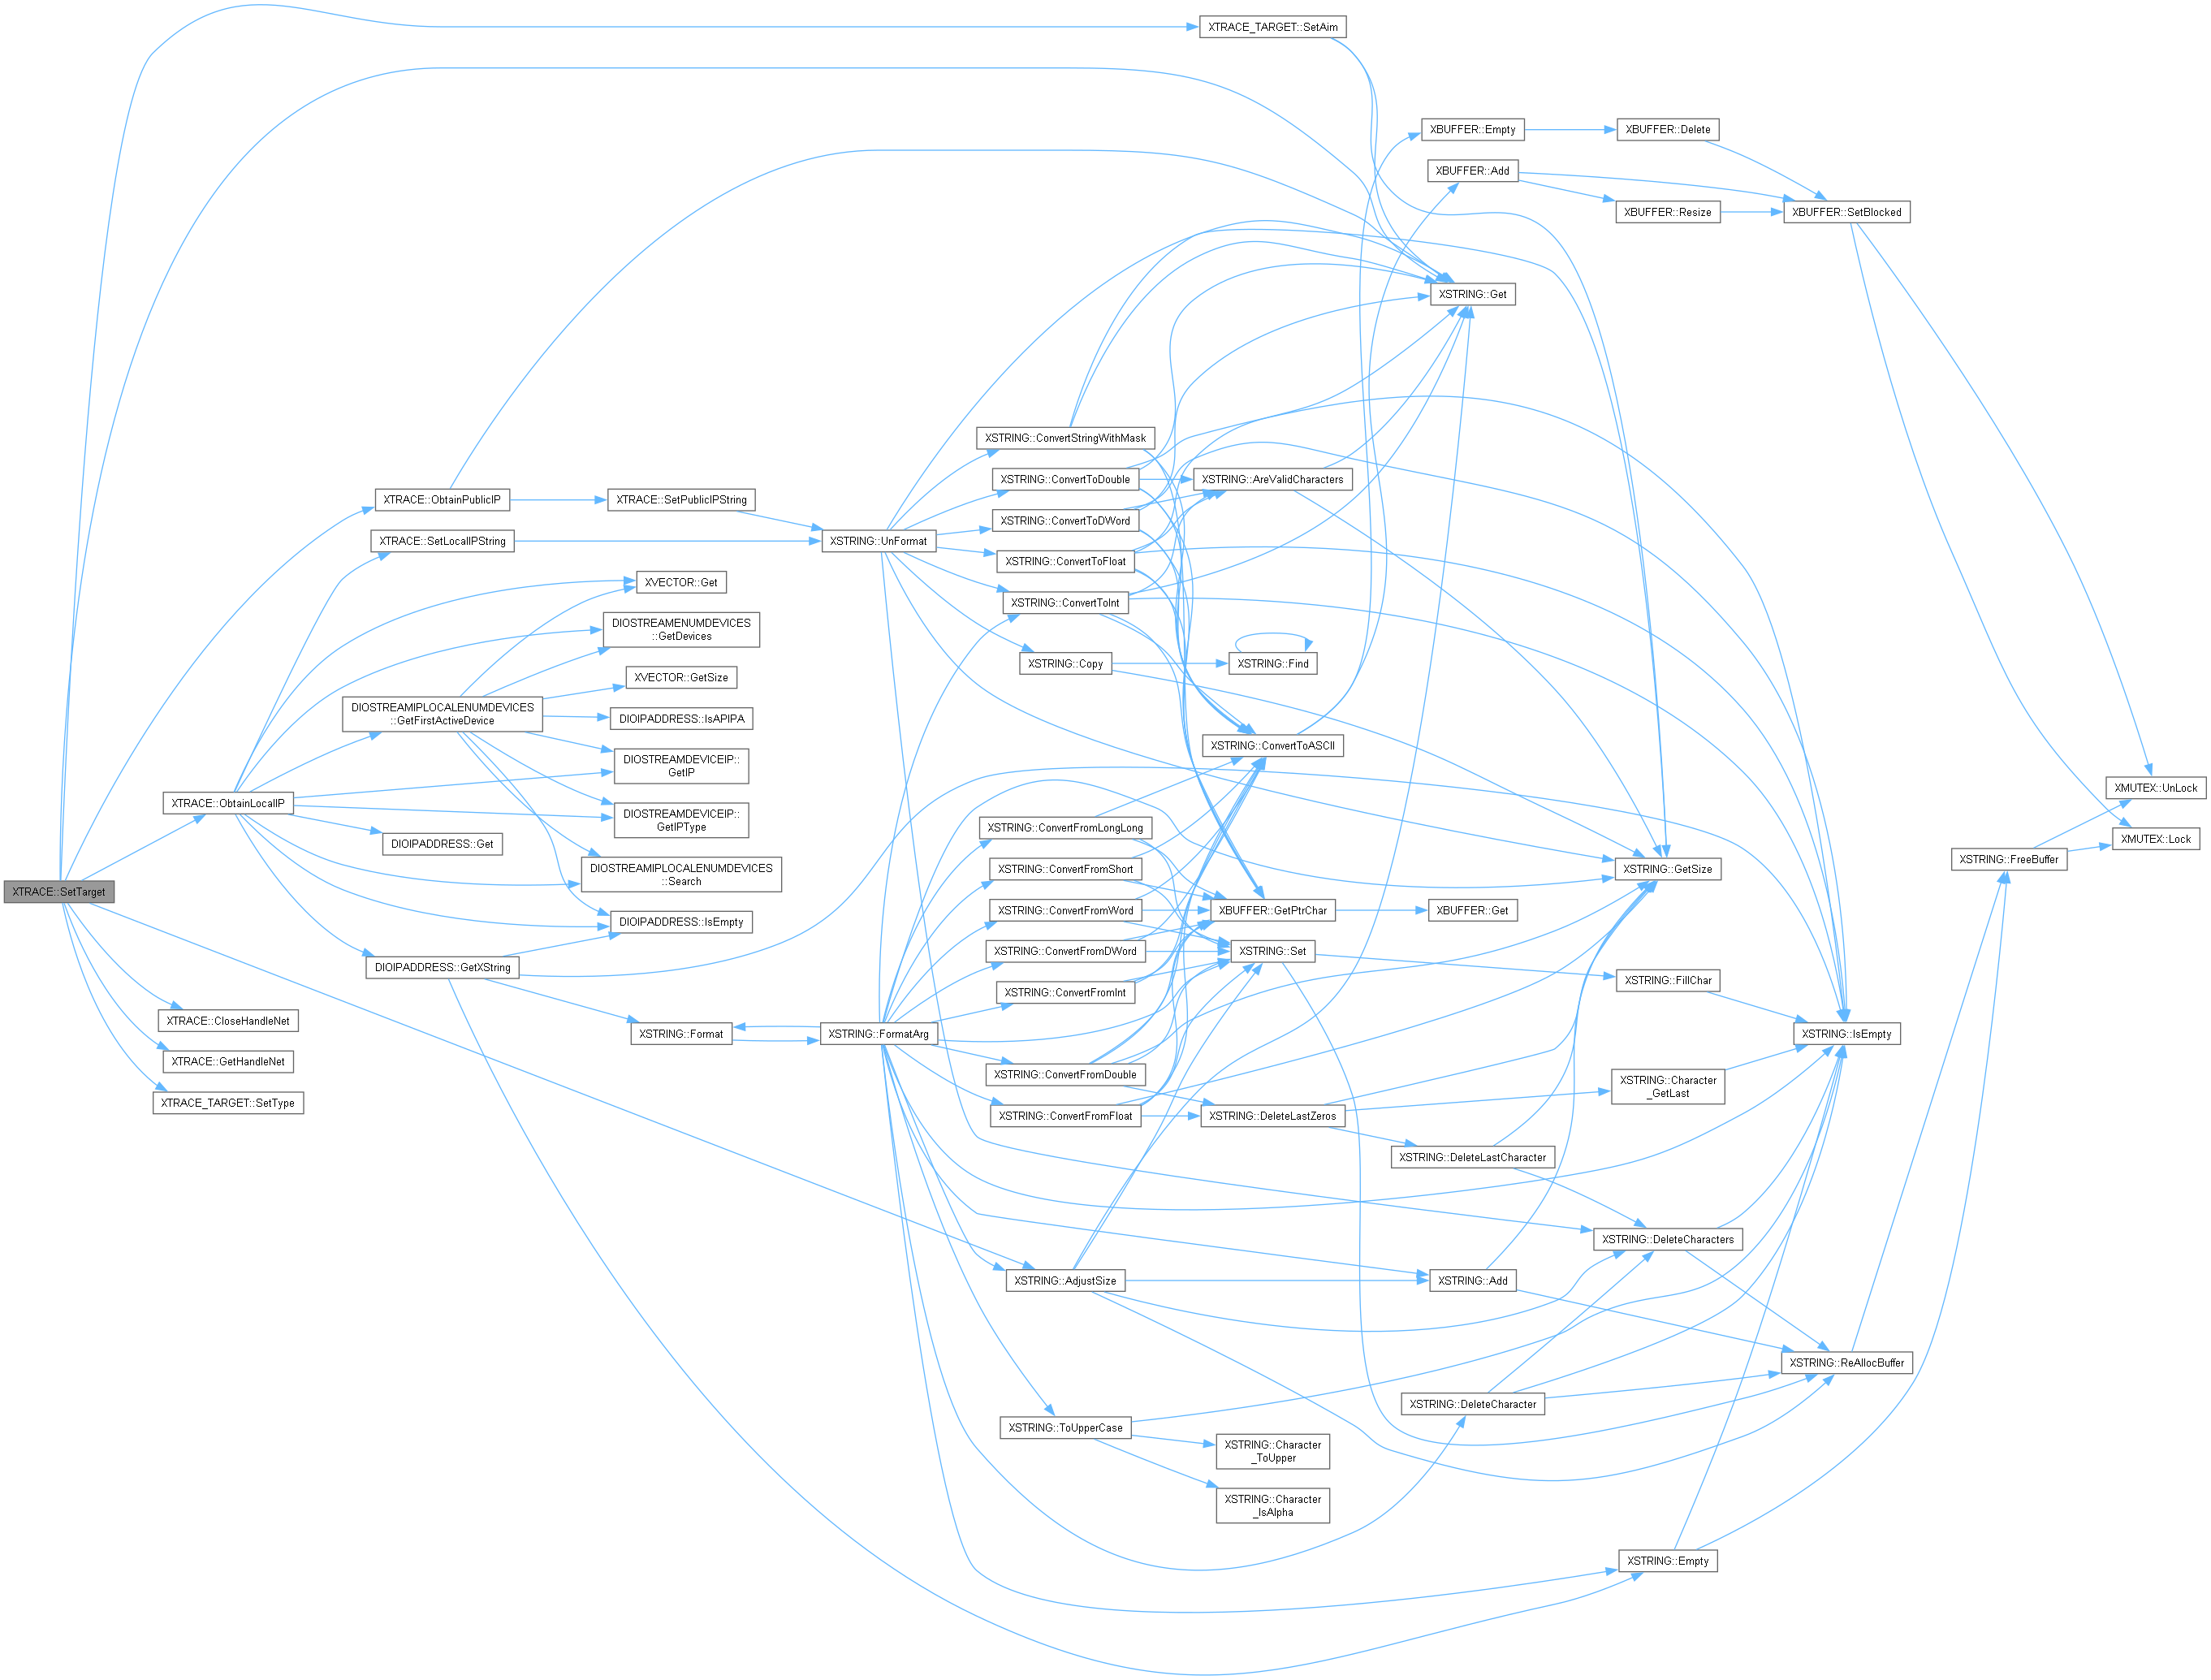 XTRACE_TARGET::SetAim
XBUFFER::Empty
XBUFFER::Delete
XBUFFER::Add
XBUFFER::Resize
XBUFFER::SetBlocked
XSTRING::Get
XSTRING::ConvertStringWithMask
XSTRING::ConvertToDouble
XSTRING::AreValidCharacters
XTRACE::ObtainPublicIP
XTRACE::SetPublicIPString
XSTRING::ConvertToDWord
XTRACE::SetLocalIPString
XSTRING::UnFormat
XSTRING::ConvertToFloat
XVECTOR::Get
XSTRING::ConvertToInt
DIOSTREAMENUMDEVICES
::GetDevices
XSTRING::Copy
XSTRING::Find
XVECTOR::GetSize
DIOSTREAMIPLOCALENUMDEVICES
::GetFirstActiveDevice
DIOIPADDRESS::IsAPIPA
XSTRING::ConvertToASCII
DIOSTREAMDEVICEIP::
GetIP
XMUTEX::UnLock
XTRACE::ObtainLocalIP
DIOSTREAMDEVICEIP::
GetIPType
XSTRING::ConvertFromLongLong
XMUTEX::Lock
DIOIPADDRESS::Get
XSTRING::FreeBuffer
DIOSTREAMIPLOCALENUMDEVICES
::Search
XSTRING::ConvertFromShort
XSTRING::GetSize
XTRACE::SetTarget
XSTRING::ConvertFromWord
XBUFFER::GetPtrChar
XBUFFER::Get
DIOIPADDRESS::IsEmpty
XSTRING::ConvertFromDWord
XSTRING::Set
DIOIPADDRESS::GetXString
XSTRING::FillChar
XSTRING::ConvertFromInt
XTRACE::CloseHandleNet
XSTRING::Format
XSTRING::FormatArg
XSTRING::IsEmpty
XTRACE::GetHandleNet
XSTRING::ConvertFromDouble
XSTRING::Character
_GetLast
XTRACE_TARGET::SetType
XSTRING::ConvertFromFloat
XSTRING::DeleteLastZeros
XSTRING::DeleteLastCharacter
XSTRING::DeleteCharacters
XSTRING::AdjustSize
XSTRING::Add
XSTRING::ReAllocBuffer
XSTRING::DeleteCharacter
XSTRING::ToUpperCase
XSTRING::Character
_ToUpper
XSTRING::Character
_IsAlpha
XSTRING::Empty